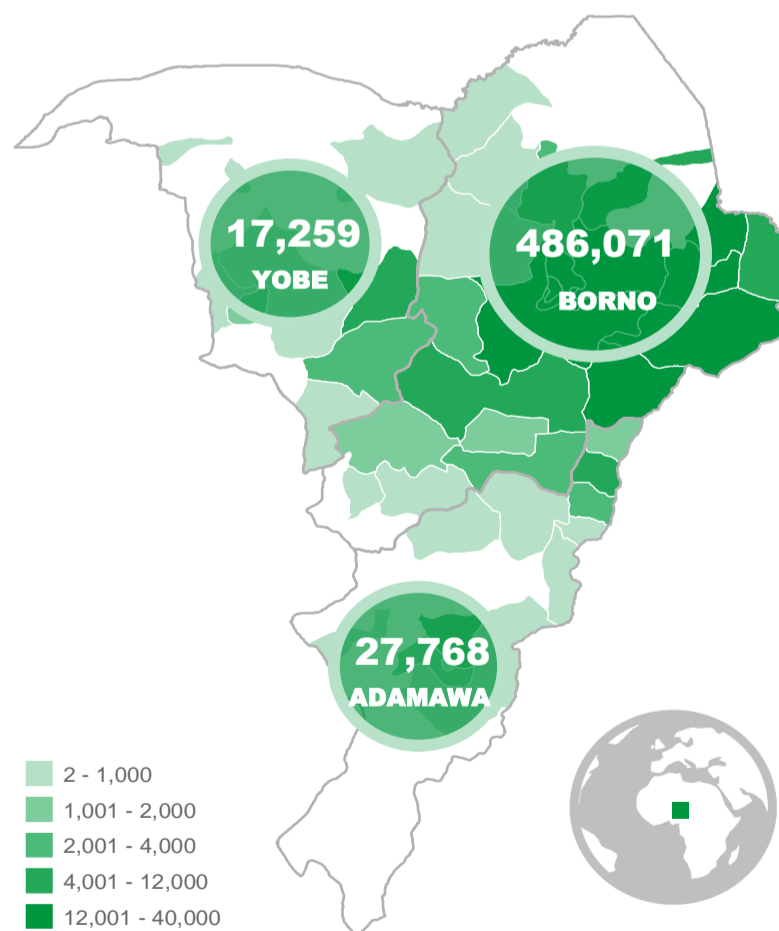 17,259
YOBE
486,071
BORNO
27,768
ADAMAWA
2 - 1,000
1,001 - 2,000
2,001 - 4,000
4,001 - 12,000
12,001 - 40,000